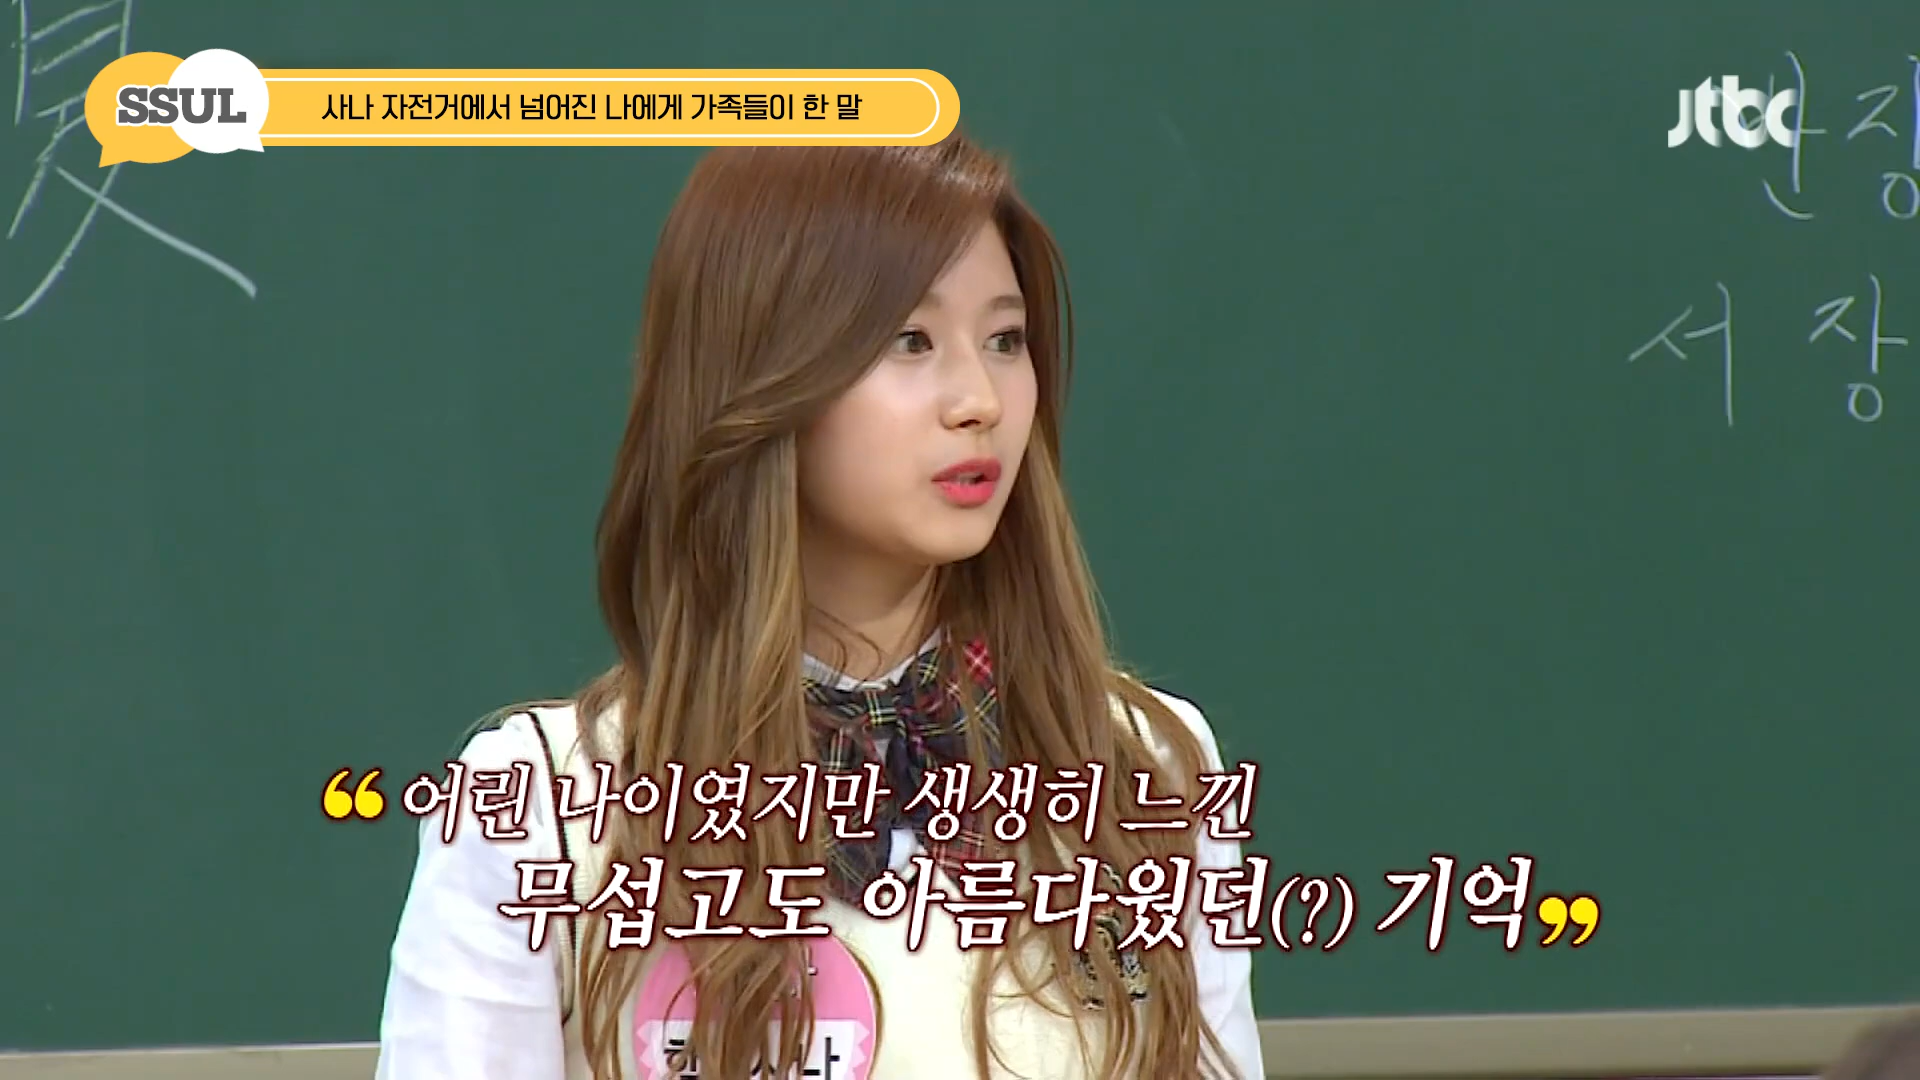 SSUL
사나 자전거에서 넘어진 나에게 가족들이 한 말
jtbc
서장
“어린 나이였지만 생생히 느낀
무섭고도 아름다웠던(?) 기억”
사나